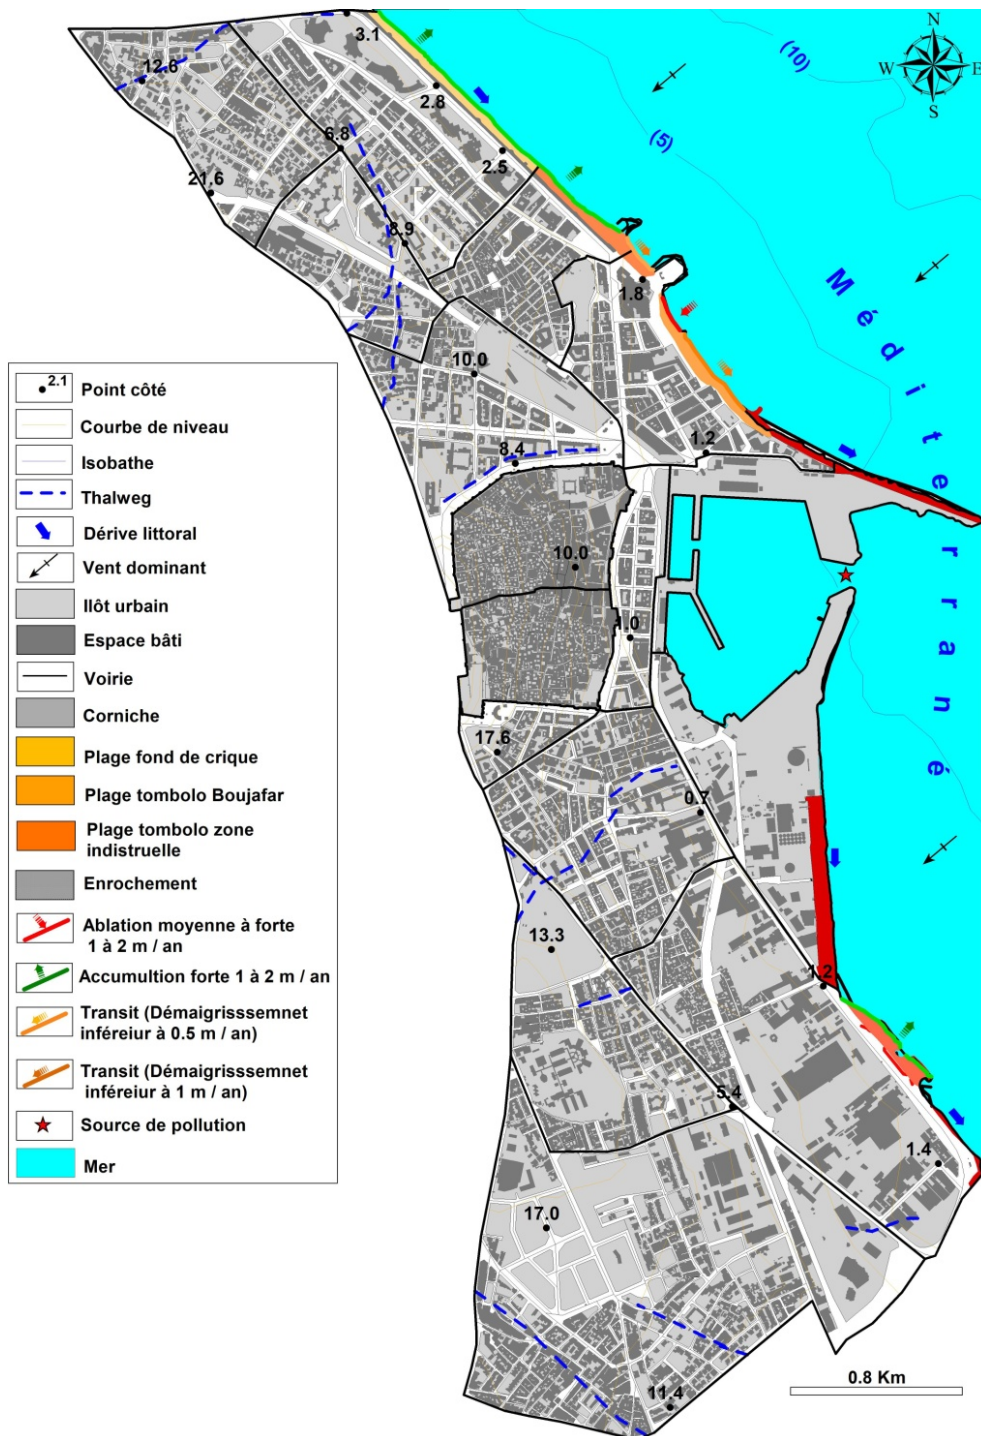 N
W E
S
(10)
(5)
M é d i t e r r a n é
3.1
12.6
2.8
6.8
2.5
21.6
8.9
1.8
10.0
1.2
8.4
10.0
1.0
17.6
0.7
13.3
1.2
5.4
1.4
17.0
11.4
0.8 Km
2.1 Point côté
Courbe de niveau
Isobathe
Thalweg
Dérive littoral
Vent dominant
Ilôt urbain
Espace bâti
Voirie
Corniche
Plage fond de crique
Plage tombolo Boujafar
Plage tombolo zone
indistruelle
Enrochement
Ablation moyenne à forte
1 à 2 m / an
Accumultion forte 1 à 2 m / an
Transit (Démaigrisssemnet
inféreiur à 0.5 m / an)
Transit (Démaigrisssemnet
inféreiur à 1 m / an)
Source de pollution
Mer